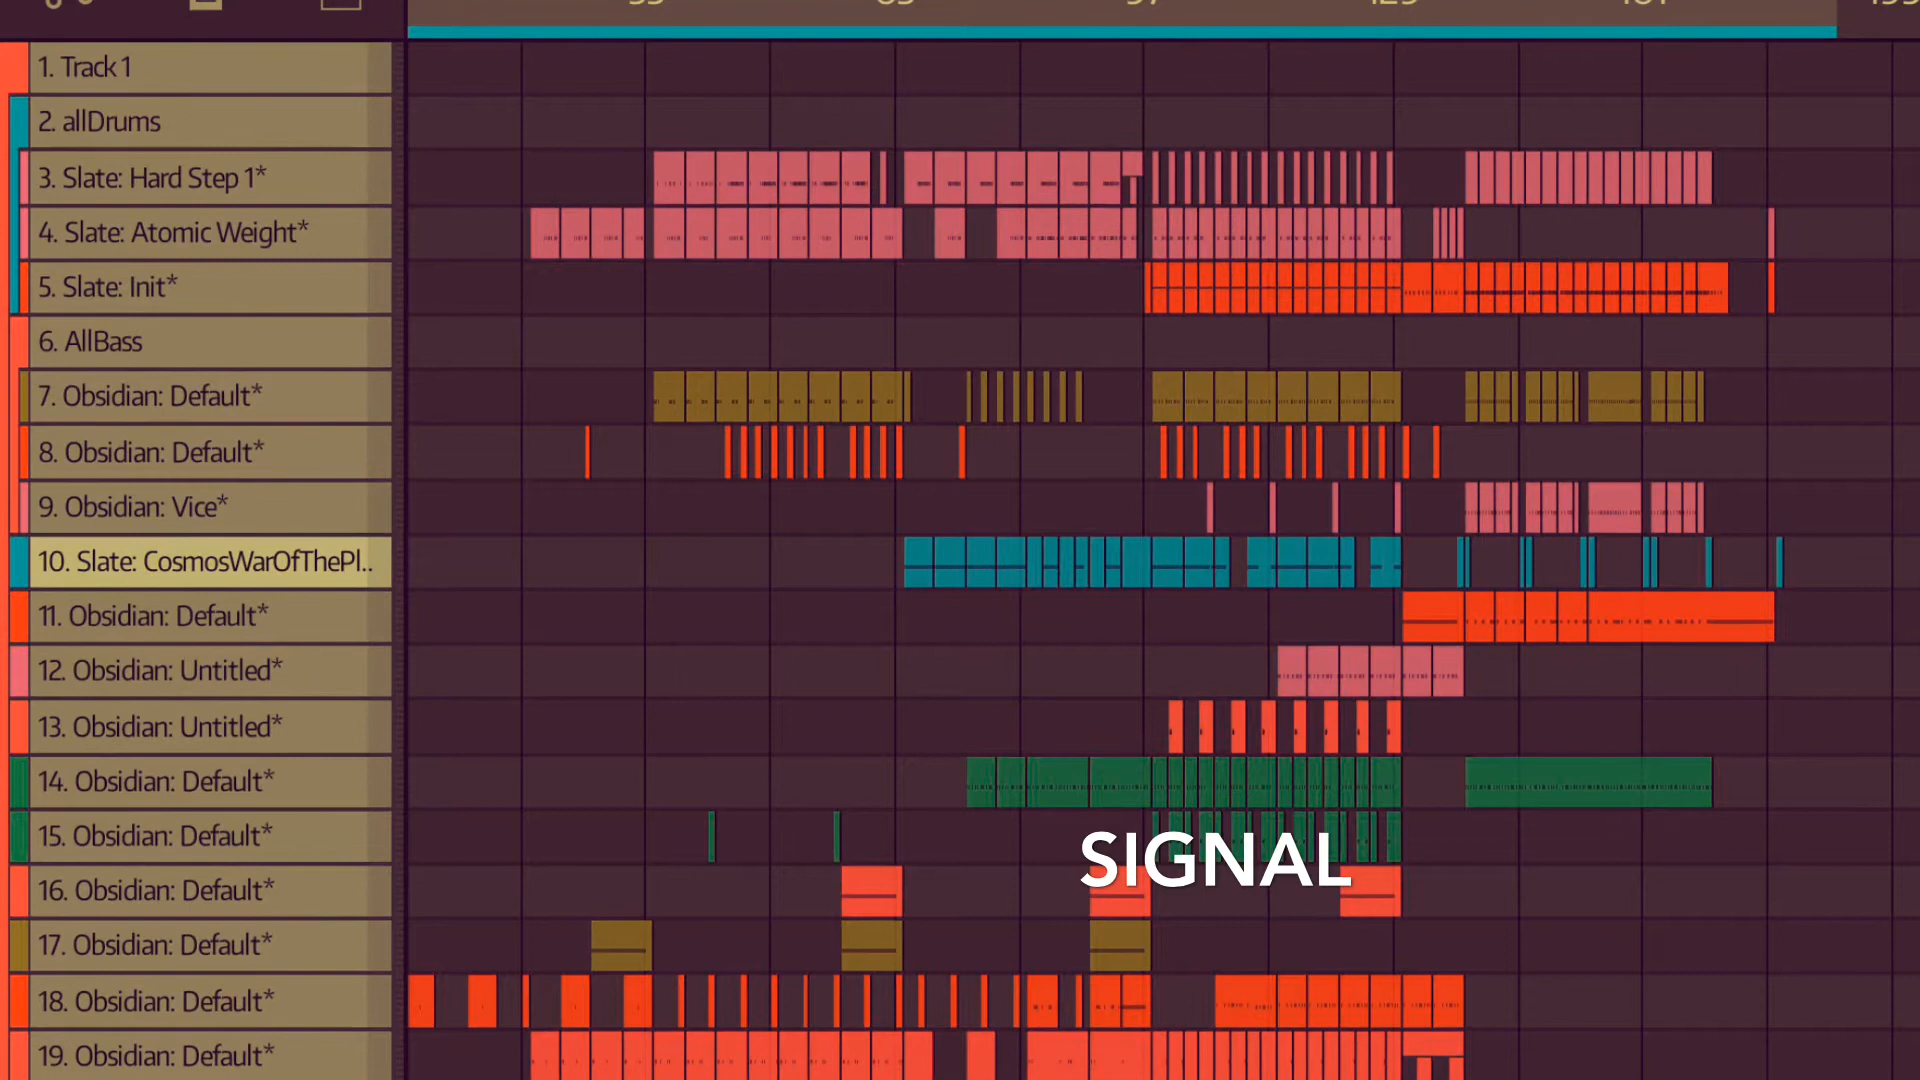 1. Track 1
2. allDrums
3. Slate: Hard Step 1*
4. Slate: Atomic Weight*
5. Slate: Init*
6. AllBass
7. Obsidian: Default*
8. Obsidian: Default*
9. Obsidian: Vice*
10. Slate: CosmosWarOfThePl..
11. Obsidian: Default*
12. Obsidian: Untitled*
13. Obsidian: Untitled*
14. Obsidian: Default*
15. Obsidian: Default*
SIGNAL
16. Obsidian: Default*
17. Obsidian: Default*
18. Obsidian: Default*
19. Obsidian: Default*